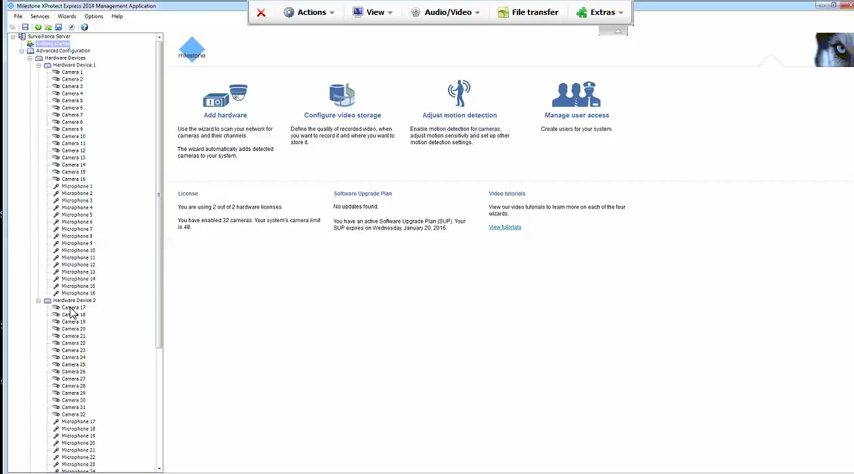 Milestone XProtect Express 2014 Management Application
File Services Wizards Options Help
Actions
View
Audio/Video
File transfer
Extras
Surveillance Server
Advanced Configuration
Hardware Devices
Hardware Device 1
Camera 1
Camera 2
Camera 3
Camera 4
Camera 5
Camera 6
Camera 7
Camera 8
Camera 9
Camera 10
Camera 11
Camera 12
Camera 13
Camera 14
Camera 15
Camera 16
Microphone 1
Microphone 2
Microphone 3
Microphone 4
Microphone 5
Microphone 6
Microphone 7
Microphone 8
Microphone 9
Microphone 10
Microphone 11
Microphone 12
Microphone 13
Microphone 14
Microphone 15
Microphone 16
Hardware Device 2
Camera 17
18
Camera 19
Camera 20
Camera 21
Camera 22
Camera 23
Camera 24
Camera 25
Camera 26
Camera 27
Camera 28
Camera 29
Camera 30
Camera 31
Camera 32
Microphone 17
Microphone 18
Microphone 19
Microphone 20
Microphone 21
Microphone 22
Microphone 23
milestone
Add hardware
Use the wizard to scan your network for
cameras and their channels.
The wizard automatically adds detected
cameras to your system.
Configure video storage
Define the quality of recorded video, when
you want to record it and where you want to
store it.
Adjust motion detection
Enable motion detection for cameras,
adjust motion sensitivity and set up other
motion detection settings.
Manage user access
Create users for your system.
License
You are using 2 out of 2 hardware licenses.
You have enabled 32 cameras. Your system's camera limit
is 48.
Software Upgrade Plan
No updates found.
You have an active Software Upgrade Plan (SUP). Your
SUP expires on Wednesday, January 20, 2016.
Video tutorials
View our video tutorials to learn more on each of the four
wizards.
View tutorials